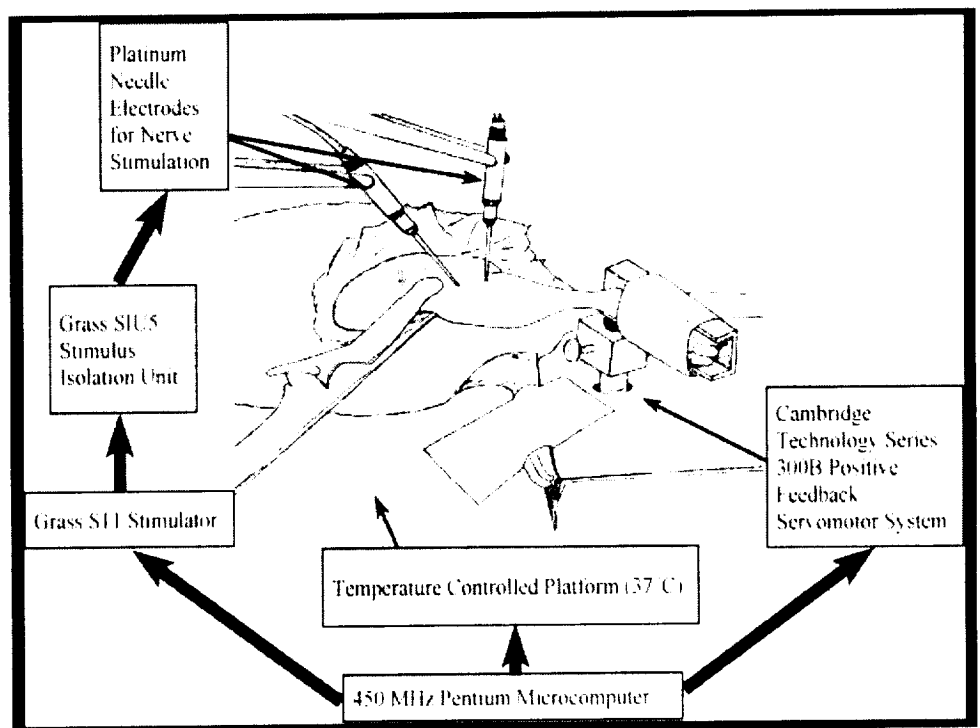 Platinum
Needle
Electrodes
for Nerve
Stimulation
Grass SIU5
Stimulus
Isolation Unit
Grass S11 Stimulator
Cambridge
Technology Series
300B Positive
Feedback
Servomotor System
Temperature Controlled Platform (37 C)
450 MHz Pentium Microcomputer